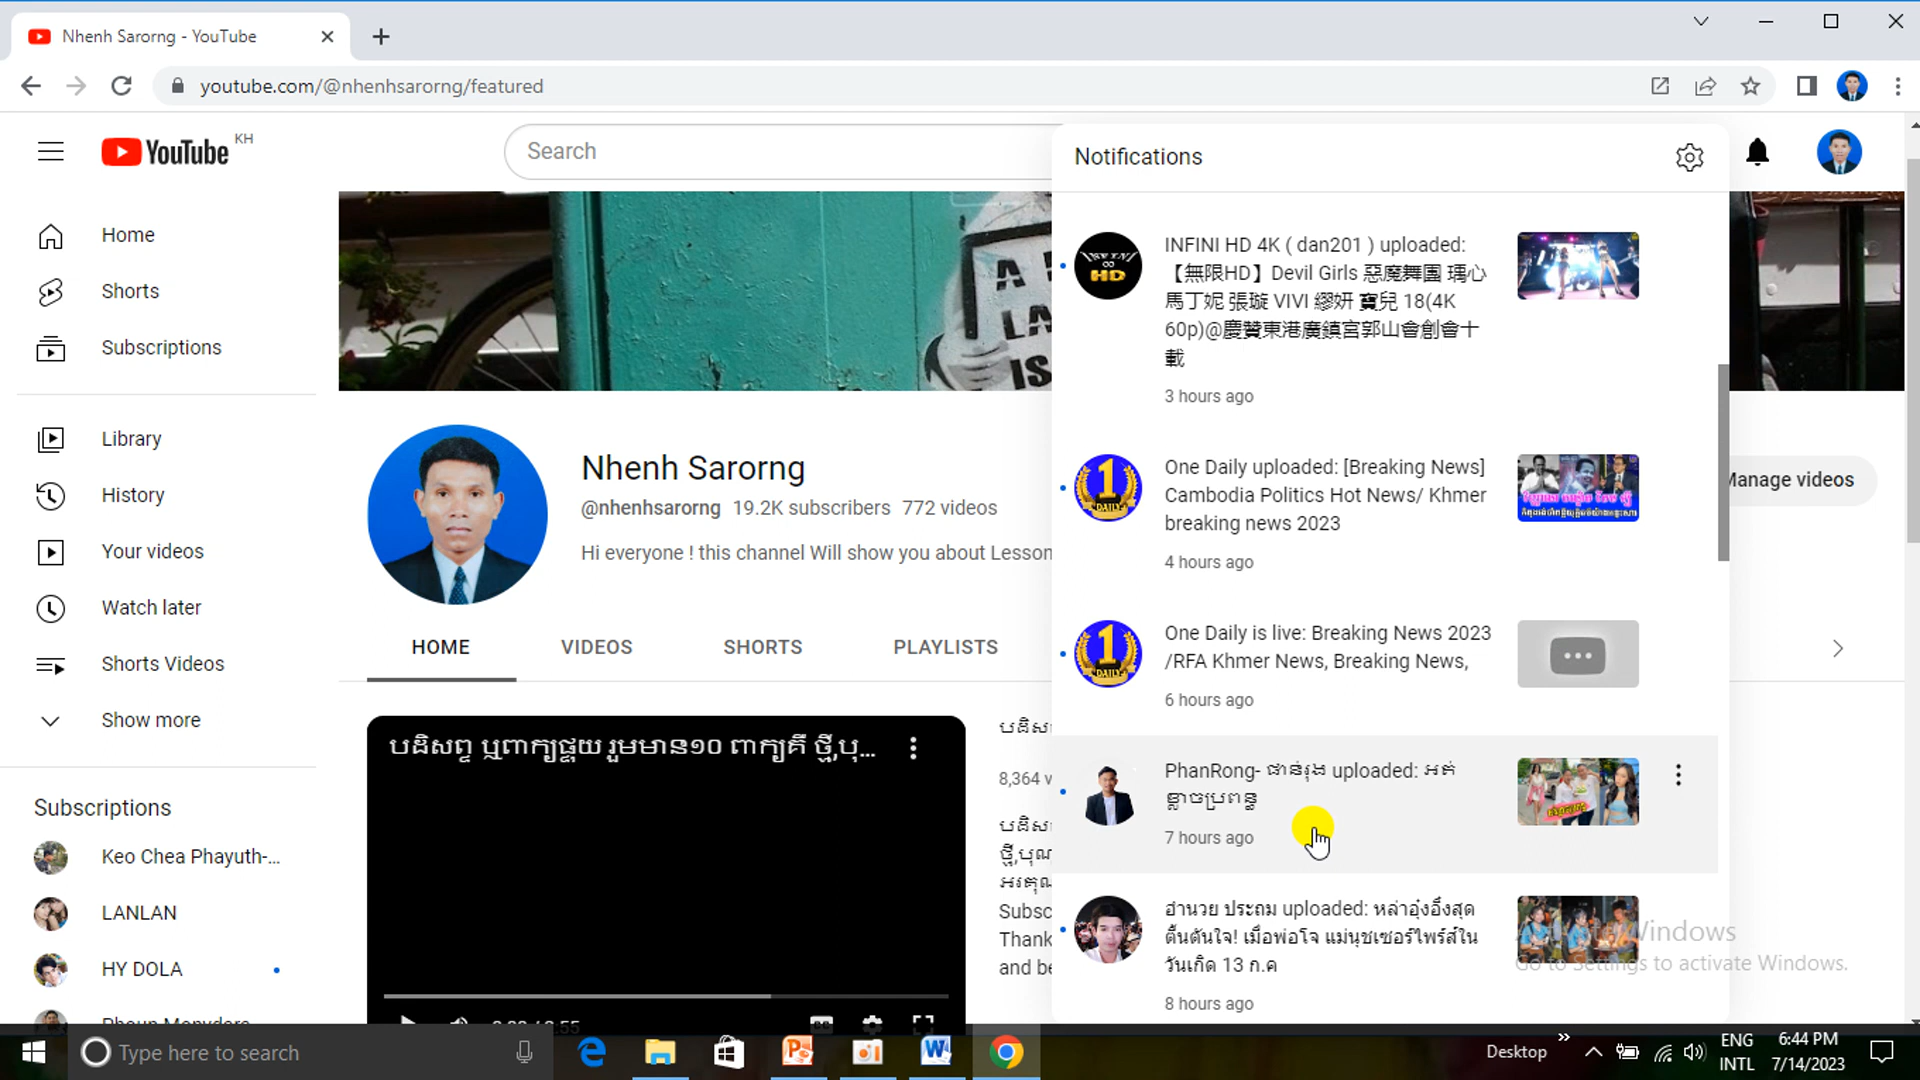 Nhenh Sarorng - YouTube
youtube.com/@nhenhsarorng/featured
YouTube KH
Search
Notifications
Home
Shorts
Subscriptions
Library
History
Your videos
Watch later
Shorts Videos
Show more
Subscriptions
Keo Chea Phayuth-...
LANLAN
HY DOLA
Nhenh Sarorng
@nhenhsarorng 19.2K subscribers 772 videos
Hi everyone ! this channel Will show you about Lesson
Manage videos
HOME VIDEOS SHORTS PLAYLISTS
បដិសព្ទ ឬពាក្យផ្ទុយ រួមមាន១០ ពាក្យគឺ ថ្មី,បុ...
8,364
Subsc
Thank
and be
INFINI HD 4K ( dan201 ) uploaded:
【無限HD】Devil Girls 惡魔舞團 瑀心
馬丁妮 張璇 VIVI 繆妍 寶兒 18(4K
60p)@慶贊東港廣鎮宮郭山會創會十
載
3 hours ago
One Daily uploaded: [Breaking News]
Cambodia Politics Hot News/ Khmer
breaking news 2023
4 hours ago
One Daily is live: Breaking News 2023
/RFA Khmer News, Breaking News,
6 hours ago
PhanRong- ផាន់រុង uploaded: អត់
ខ្លាចប្រពន្ធ
7 hours ago
อำนวย ประถม uploaded: หล่าอุ๋งอิ๋งสุด
ตื้นตันใจ! เมื่อพ่อโจ แม่นุชเซอร์ไพร์ส์ใน
วันเกิด 13 ก.ค
8 hours ago
Activate Windows
Go to Settings to activate Windows.
Type here to search
Desktop
ENG
INTL
6:44 PM
7/14/2023